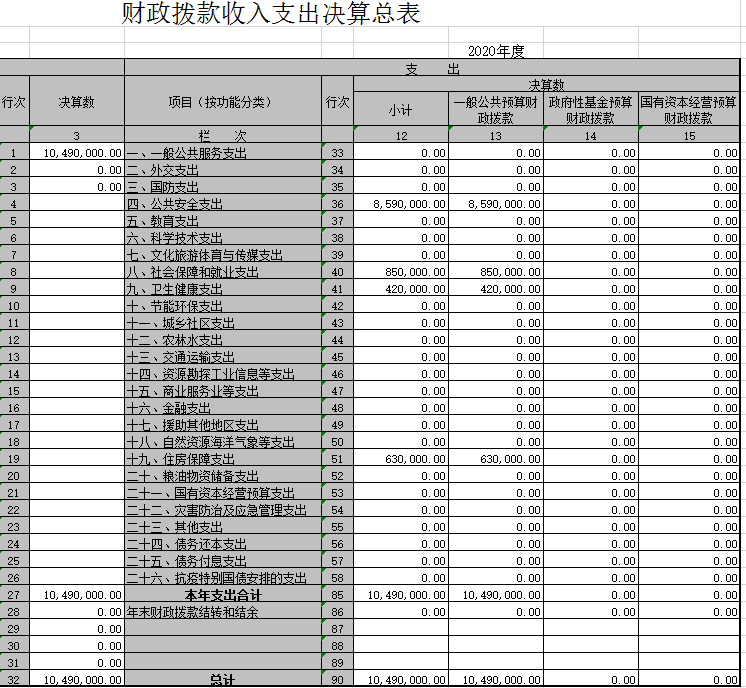 财政拨款收入支出决算总表
2020年度
支 出
行次 决算数 项目（按功能分类） 行次 决算数
小计 一般公共预算财政拨款 政府性基金预算财政拨款 国有资本经营预算财政拨款
3 栏 次 12 13 14 15
1 10,490,000.00 一、一般公共服务支出 33 0.00 0.00 0.00 0.00
2 0.00 二、外交支出 34 0.00 0.00 0.00 0.00
3 0.00 三、国防支出 35 0.00 0.00 0.00 0.00
4 四、公共安全支出 36 8,590,000.00 8,590,000.00 0.00 0.00
5 五、教育支出 37 0.00 0.00 0.00 0.00
6 六、科学技术支出 38 0.00 0.00 0.00 0.00
7 七、文化旅游体育与传媒支出 39 0.00 0.00 0.00 0.00
8 八、社会保障和就业支出 40 850,000.00 850,000.00 0.00 0.00
9 九、卫生健康支出 41 420,000.00 420,000.00 0.00 0.00
10 十、节能环保支出 42 0.00 0.00 0.00 0.00
11 十一、城乡社区支出 43 0.00 0.00 0.00 0.00
12 十二、农林水支出 44 0.00 0.00 0.00 0.00
13 十三、交通运输支出 45 0.00 0.00 0.00 0.00
14 十四、资源勘探工业信息等支出 46 0.00 0.00 0.00 0.00
15 十五、商业服务业等支出 47 0.00 0.00 0.00 0.00
16 十六、金融支出 48 0.00 0.00 0.00 0.00
17 十七、援助其他地区支出 49 0.00 0.00 0.00 0.00
18 十八、自然资源海洋气象等支出 50 0.00 0.00 0.00 0.00
19 十九、住房保障支出 51 630,000.00 630,000.00 0.00 0.00
20 二十、粮油物资储备支出 52 0.00 0.00 0.00 0.00
21 二十一、国有资本经营预算支出 53 0.00 0.00 0.00 0.00
22 二十二、灾害防治及应急管理支出 54 0.00 0.00 0.00 0.00
23 二十三、其他支出 55 0.00 0.00 0.00 0.00
24 二十四、债务还本支出 56 0.00 0.00 0.00 0.00
25 二十五、债务付息支出 57 0.00 0.00 0.00 0.00
26 二十六、抗疫特别国债安排的支出 58 0.00 0.00 0.00 0.00
27 10,490,000.00 本年支出合计 85 10,490,000.00 10,490,000.00 0.00 0.00
28 0.00 年末财政拨款结转和结余 86 0.00 0.00 0.00 0.00
29 0.00 87
30 0.00 88
31 0.00 89
32 10,490,000.00 总计 90 10,490,000.00 10,490,000.00 0.00 0.00